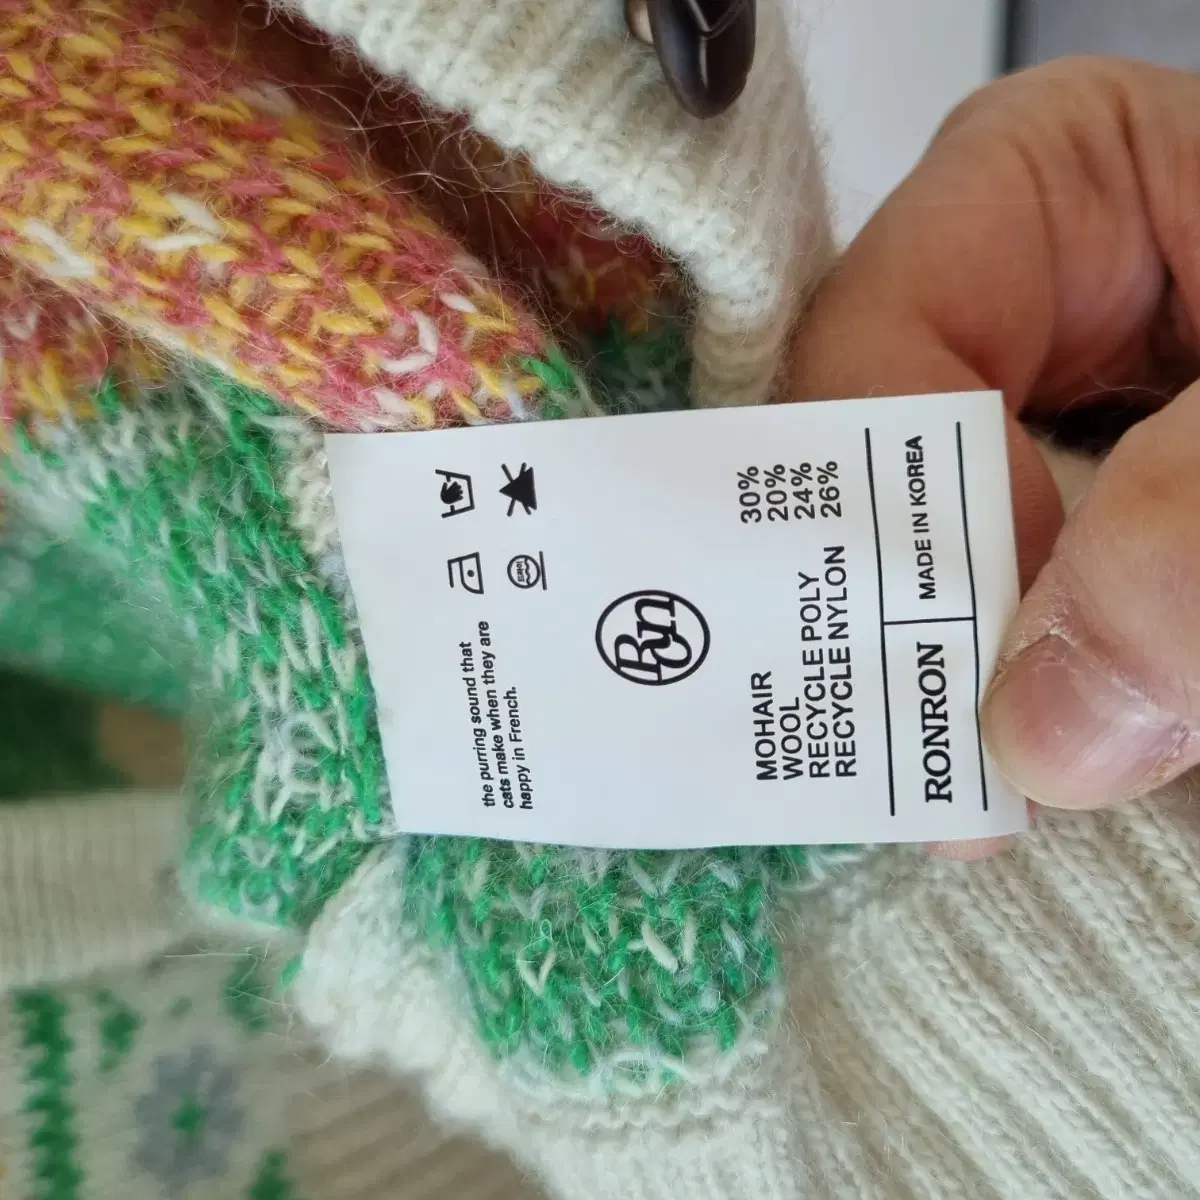 the purring sound that
cats make when they are
happy in French.
Ron
MOHAIR 30%
WOOL 20%
RECYCLE POLY 24%
RECYCLE NYLON 26%
RONRON MADE IN KOREA